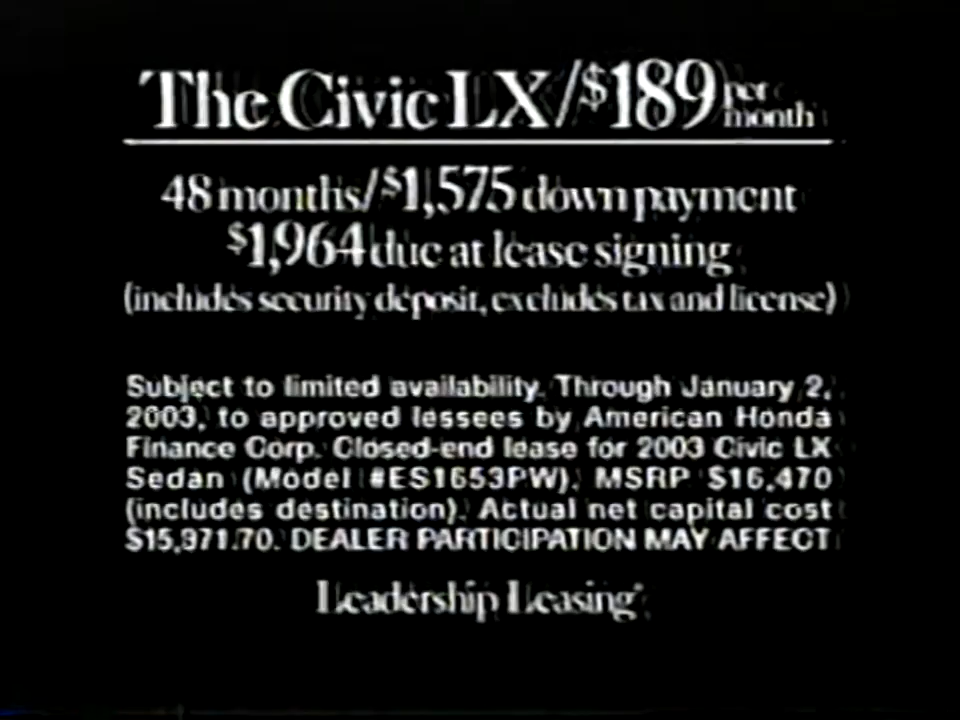 The Civic LX/$189 per month
48 months/$1,575 down payment
$1,964 due at lease signing
(includes security deposit, excludes tax and license)
Subject to limited availability. Through January 2,
2003, to approved lessees by American Honda
Finance Corp. Closed-end lease for 2003 Civic LX
Sedan (Model #ES1653PW). MSRP $16,470
(includes destination). Actual net capital cost
$15,971.70. DEALER PARTICIPATION MAY AFFECT
Leadership Leasing